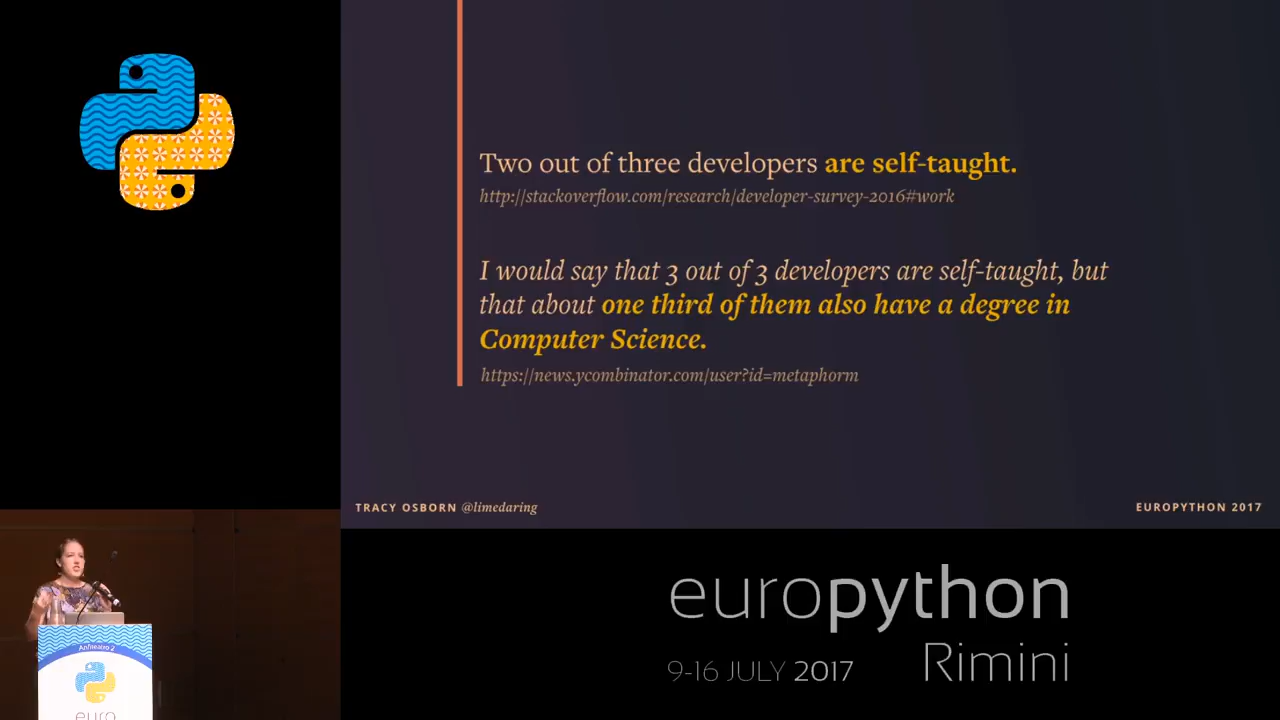 Two out of three developers are self-taught.
http://stackoverflow.com/research/developer-survey-2016#work
I would say that 3 out of 3 developers are self-taught, but
that about one third of them also have a degree in
Computer Science.
https://news.ycombinator.com/user?id=metaphorm
TRACY OSBORN @limedaring
EUROPYTHON 2017
europython
Rimini
9-16 JULY 2017
Anfiteatro 2
euro